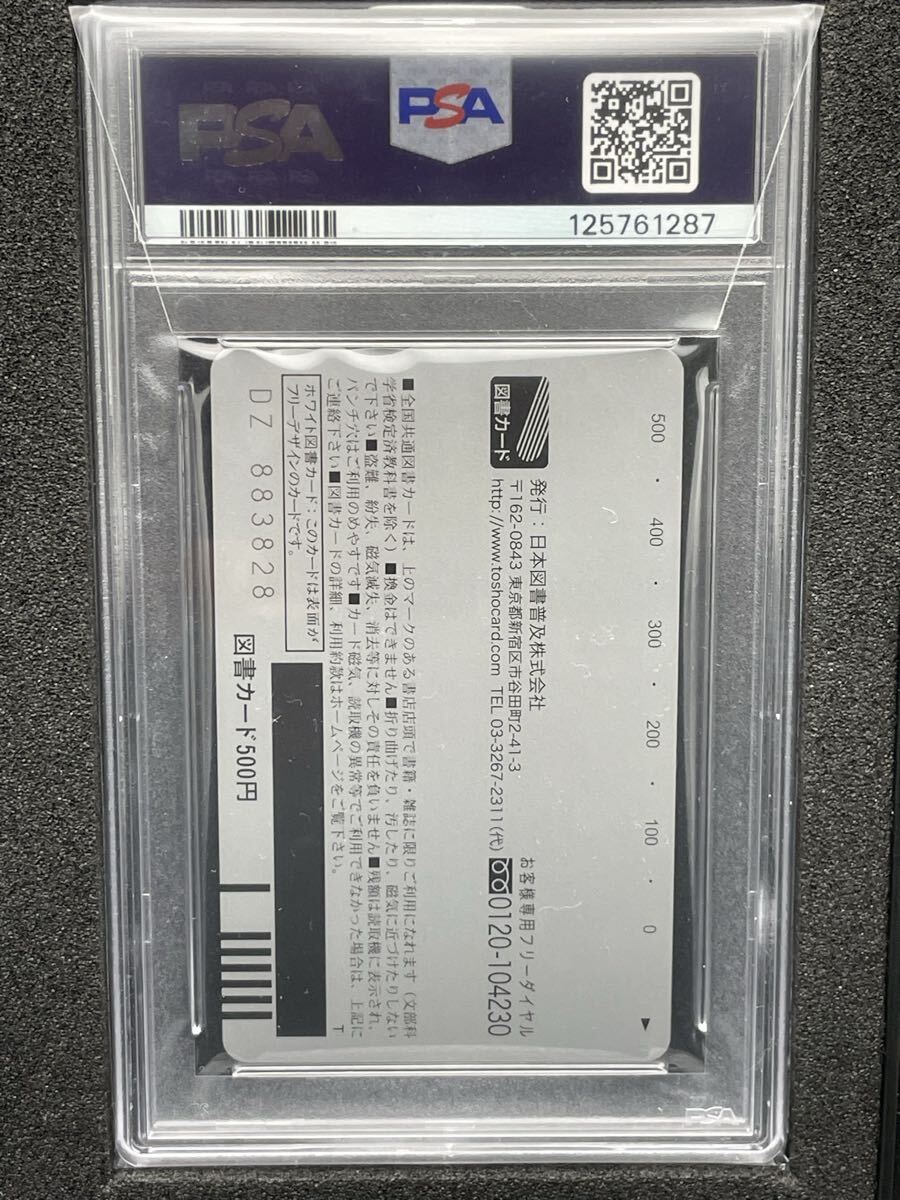 PSA
PSA
125761287
500 ・ 400 ・ 300 ・ 200 ・ 100 ・ 0
図書カード
発行：日本図書普及株式会社
〒162-0843 東京都新宿区市谷田町2-41-3
http://www.toshocard.com TEL 03-3267-2311(代)
お客様専用フリーダイヤル
0120-104230
■全国共通図書カードは、上のマークのある書店店頭で書籍・雑誌に限りご利用になれます（文部科
学省検定済教科書を除く）■換金はできません■折り曲げたり、汚したり、磁気に近づけたりしない
で下さい■盗難、紛失、磁気滅失、消去等に対しその責任を負いません■残額は読取機に表示され、
パンチ穴はご利用のめやすです■カード磁気、読取機の異常等でご利用できなかった場合は、上記に
ご連絡下さい■図書カードの詳細、利用約款はホームページをご覧下さい。
T
ホワイト図書カード：このカードは表面が
フリーデザインのカードです。
DZ 883828
図書カード500円
PSA